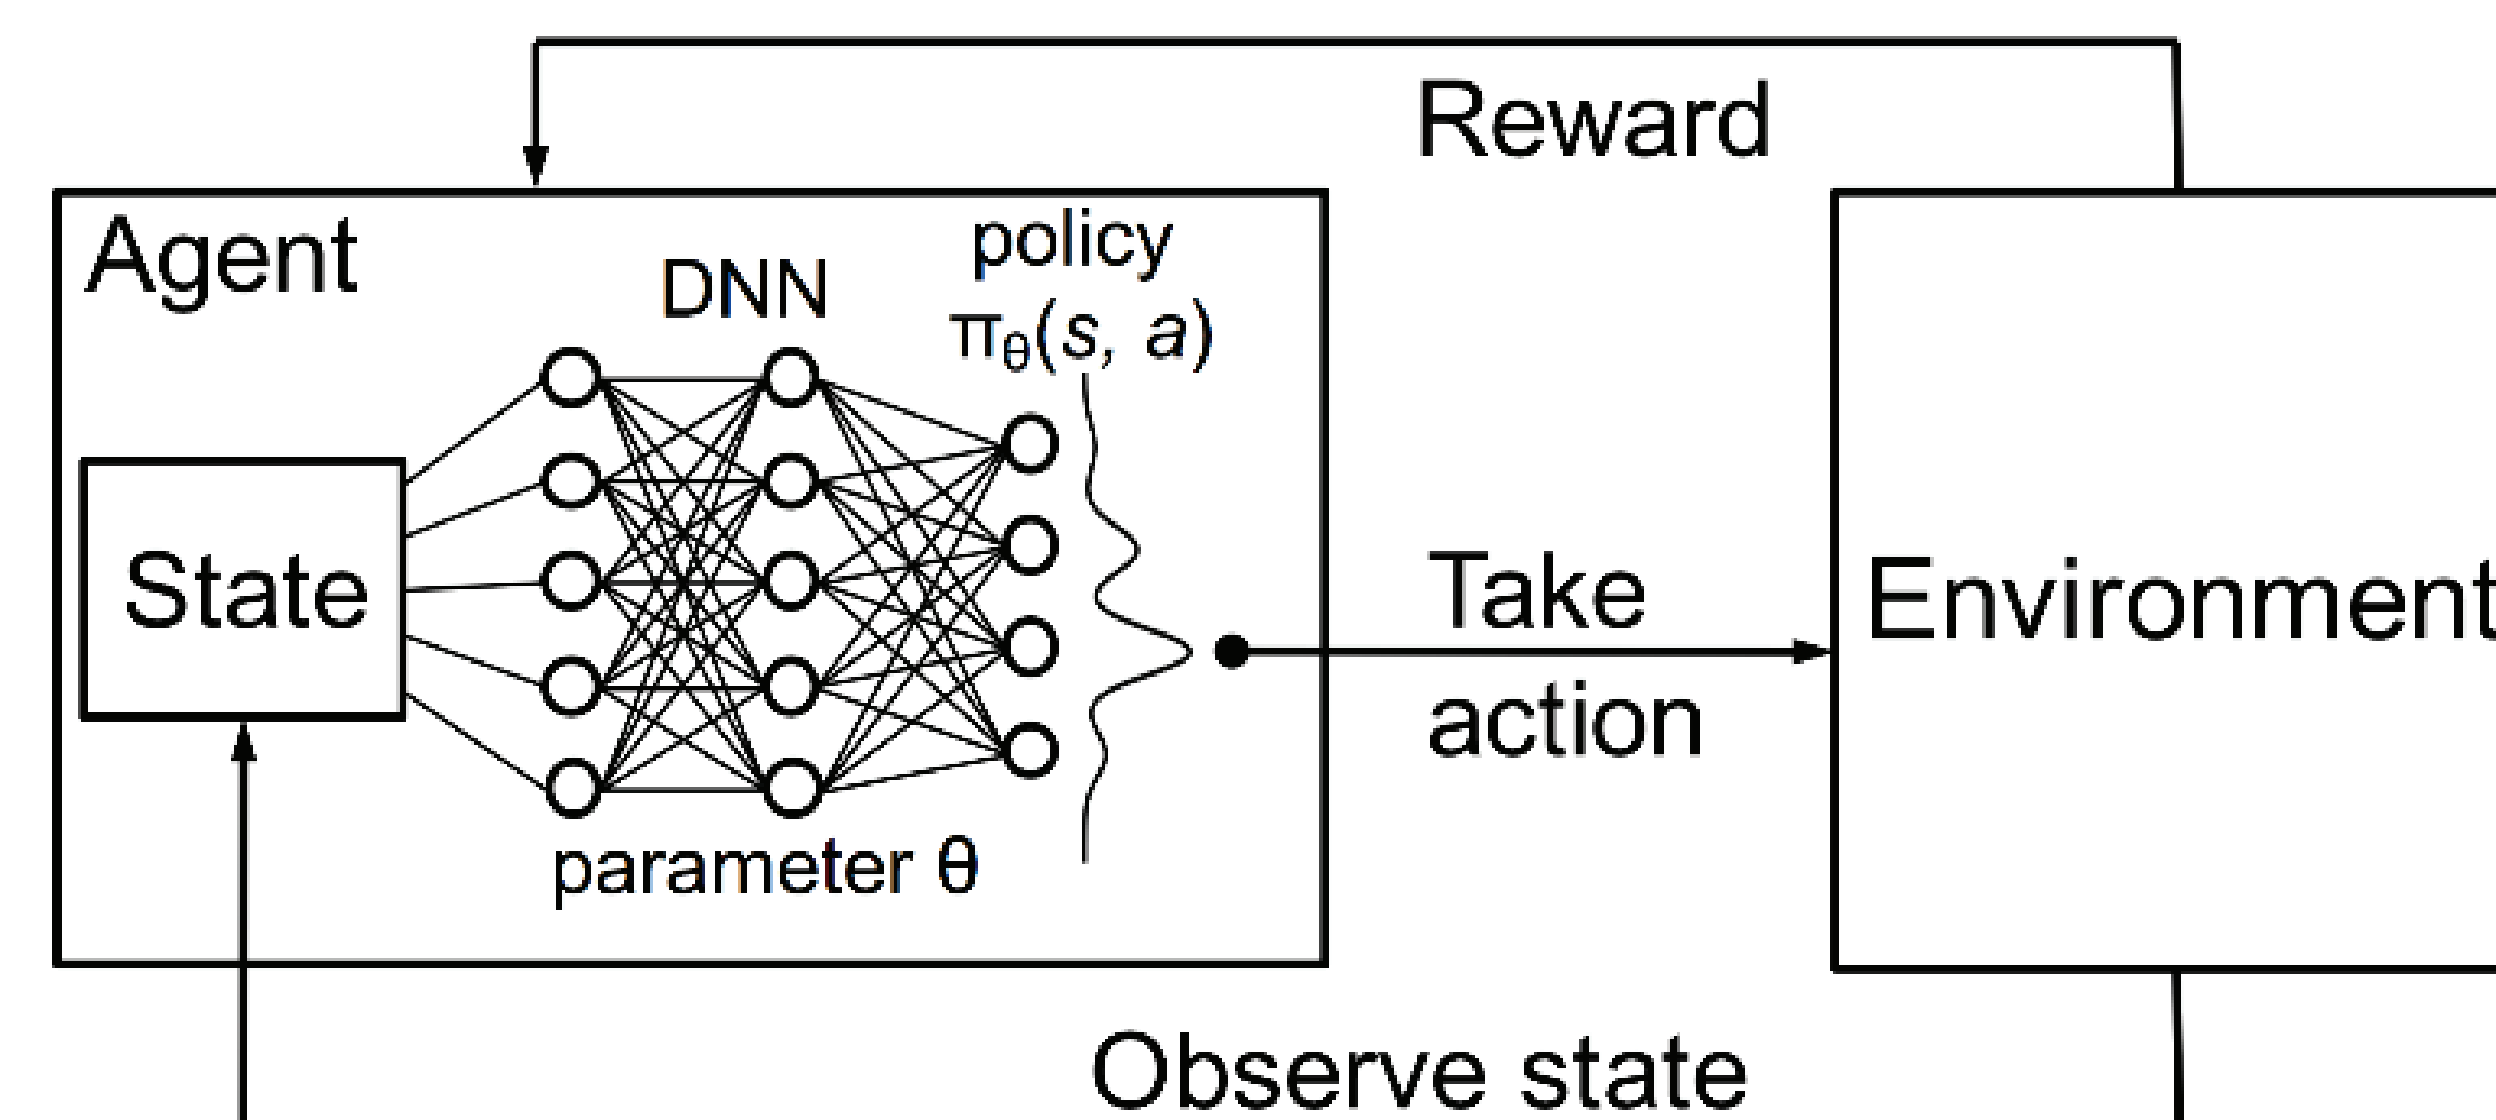 Reward
Agent
policy
DNN
πθ(s, a)
State
Take
action
Environment
parameter θ
Observe state